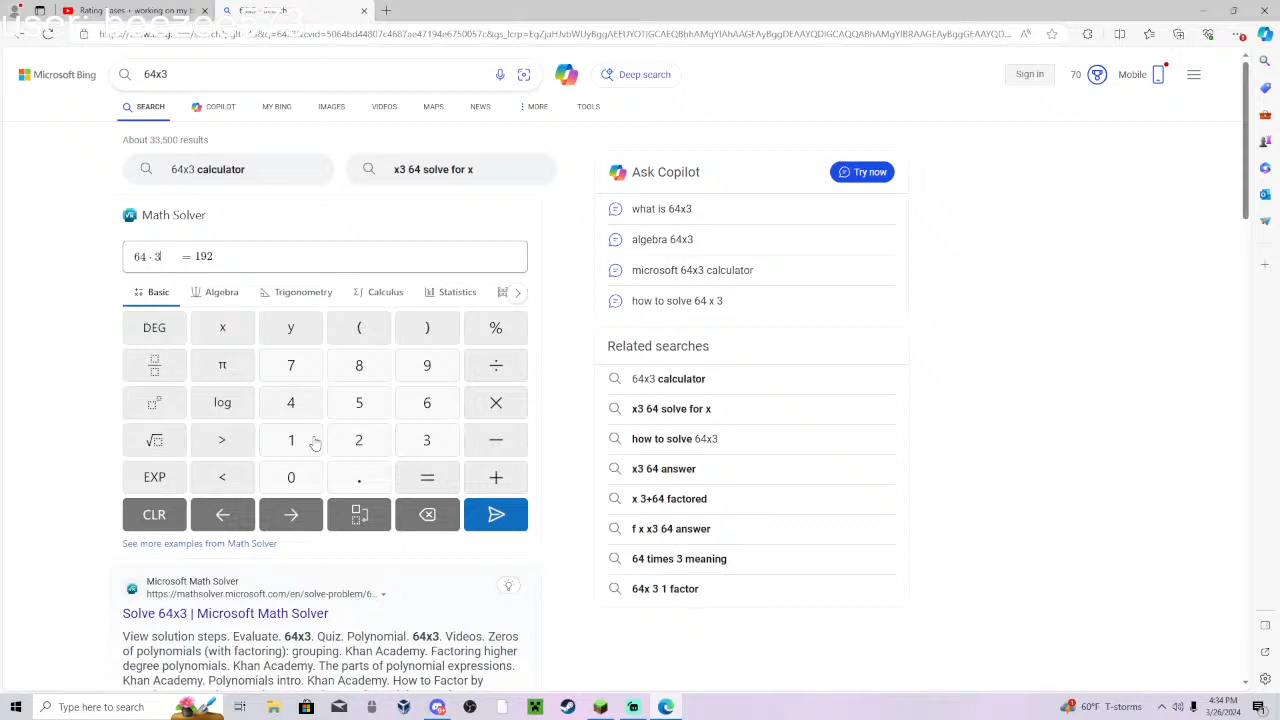 Rating bases + working by
https://
Microsoft Bing
64x3
Deep search
Sign in
70
Mobile
SEARCH
COPILOT
MY BING
IMAGES
VIDEOS
MAPS
NEWS
MORE
TOOLS
About 33,500 results
64x3 calculator
x3 64 solve for x
Math Solver
64 · 3 = 192
Basic
Algebra
Trigonometry
Calculus
Statistics
DEG x y ( ) %
π 7 8 9 ÷
log 4 5 6 ×
√ > 1 2 3 −
EXP < 0 . = +
CLR ← →
See more examples from Math Solver
Microsoft Math Solver
https://mathsolver.microsoft.com/en/solve-problem/6...
Solve 64x3 | Microsoft Math Solver
View solution steps. Evaluate. 64x3. Quiz. Polynomial. 64x3. Videos. Zeros
of polynomials (with factoring): grouping. Khan Academy. Factoring higher
degree polynomials. Khan Academy. The parts of polynomial expressions.
Khan Academy. Polynomials intro. Khan Academy. How to Factor by
Ask Copilot
Try now
what is 64x3
algebra 64x3
microsoft 64x3 calculator
how to solve 64 x 3
Related searches
64x3 calculator
x3 64 solve for x
how to solve 64x3
x3 64 answer
x 3+64 factored
f x x3 64 answer
64 times 3 meaning
64x 3 1 factor
Type here to search
60°F T-storms
4:34 PM
3/26/2024